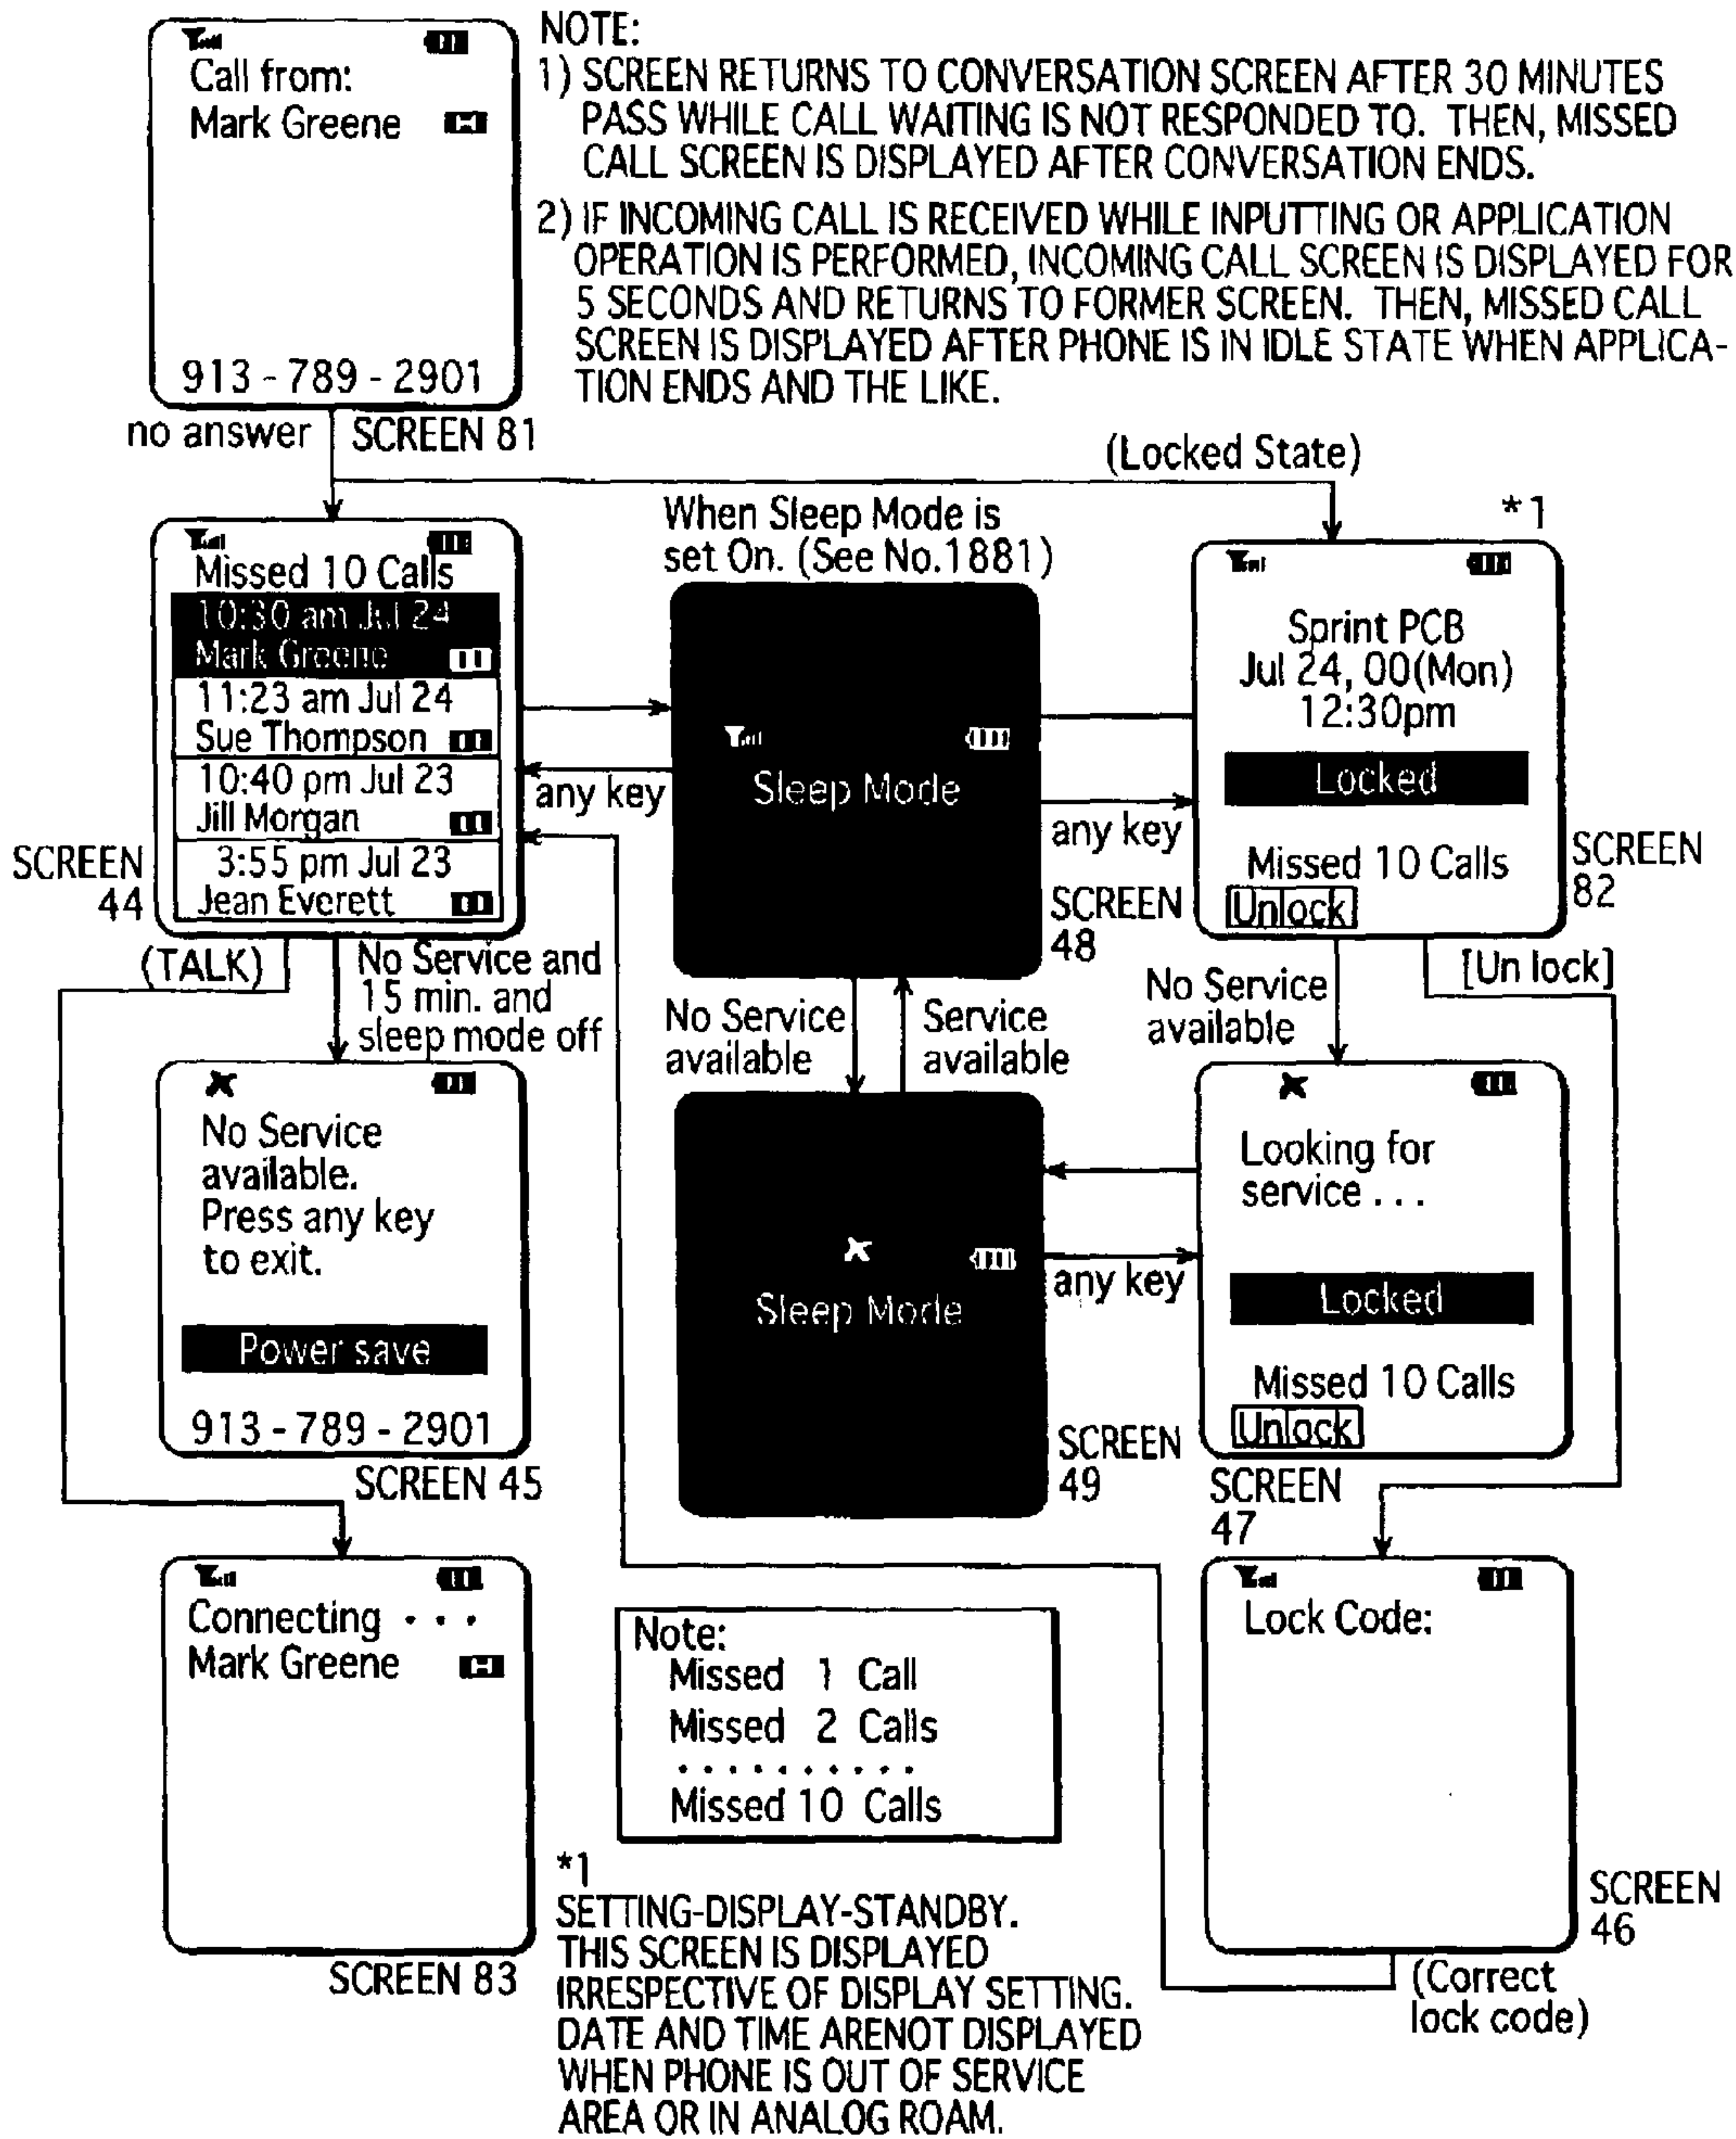 Call from:
Mark Greene
913 - 789 - 2901
NOTE:
1) SCREEN RETURNS TO CONVERSATION SCREEN AFTER 30 MINUTES
PASS WHILE CALL WAITING IS NOT RESPONDED TO. THEN, MISSED
CALL SCREEN IS DISPLAYED AFTER CONVERSATION ENDS.
2) IF INCOMING CALL IS RECEIVED WHILE INPUTTING OR APPLICATION
OPERATION IS PERFORMED, INCOMING CALL SCREEN IS DISPLAYED FOR
5 SECONDS AND RETURNS TO FORMER SCREEN. THEN, MISSED CALL
SCREEN IS DISPLAYED AFTER PHONE IS IN IDLE STATE WHEN APPLICA-
TION ENDS AND THE LIKE.
no answer
SCREEN 81
(Locked State)
Missed 10 Calls
10:30 am Jul 24
Mark Greene
11:23 am Jul 24
Sue Thompson
10:40 pm Jul 23
Jill Morgan
3:55 pm Jul 23
Jean Everett
SCREEN
44
When Sleep Mode is
set On. (See No.1881)
Sleep Mode
any key
any key
SCREEN
48
*1
Sprint PCB
Jul 24, 00(Mon)
12:30pm
Locked
Missed 10 Calls
Unlock
SCREEN
82
(TALK)
No Service and
15 min. and
sleep mode off
No Service
available
Service
available
No Service
available
[Un lock]
No Service
available.
Press any key
to exit.
Power save
913 - 789 - 2901
SCREEN 45
Sleep Mode
any key
SCREEN
49
Looking for
service . . .
Locked
Missed 10 Calls
Unlock
SCREEN
47
Connecting . . .
Mark Greene
SCREEN 83
Note:
Missed 1 Call
Missed 2 Calls
. . . . . . . . . .
Missed 10 Calls
Lock Code:
SCREEN
46
(Correct
lock code)
*1
SETTING-DISPLAY-STANDBY.
THIS SCREEN IS DISPLAYED
IRRESPECTIVE OF DISPLAY SETTING.
DATE AND TIME ARENOT DISPLAYED
WHEN PHONE IS OUT OF SERVICE
AREA OR IN ANALOG ROAM.